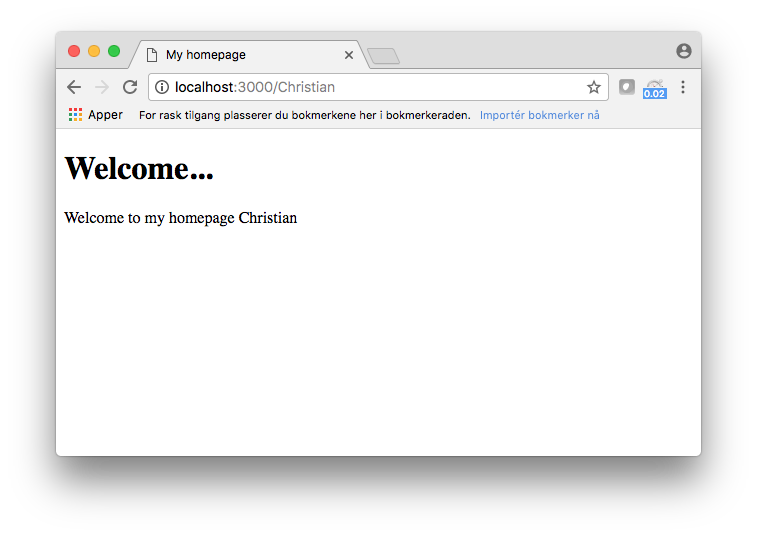 My homepage
localhost:3000/Christian
0.02
Apper For rask tilgang plasserer du bokmerkene her i bokmerkeraden. Importér bokmerker nå
Welcome...
Welcome to my homepage Christian